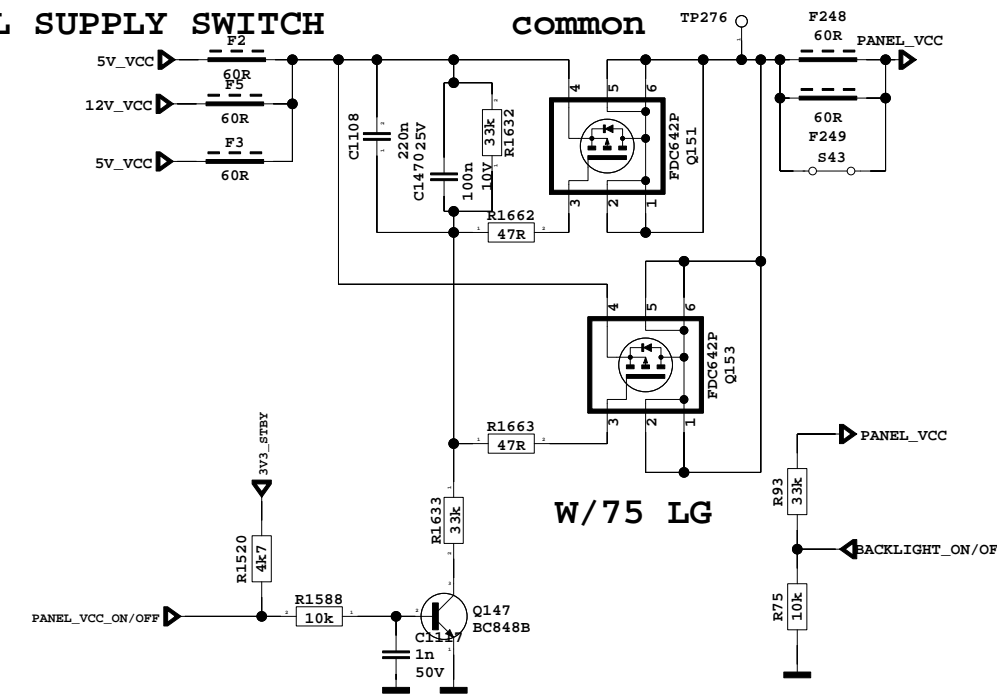 L SUPPLY SWITCH
common
TP276
1
F248
60R
PANEL_VCC
5V_VCC
F2
60R
12V_VCC
F5
60R
5V_VCC
F3
60R
60R
F249
S43
C1108
220n
25V
C1470
100n
10V
33k
R1632
4
5
6
FDC642P
Q151
3
2
1
R1662
47R
4
5
6
FDC642P
Q153
3
2
1
R1663
47R
W/75 LG
3V3_STBY
R1520
4k7
R1633
33k
PANEL_VCC_ON/OFF
R1588
10k
Q147
BC848B
C1117
1n
50V
PANEL_VCC
R93
33k
BACKLIGHT_ON/OF
R75
10k